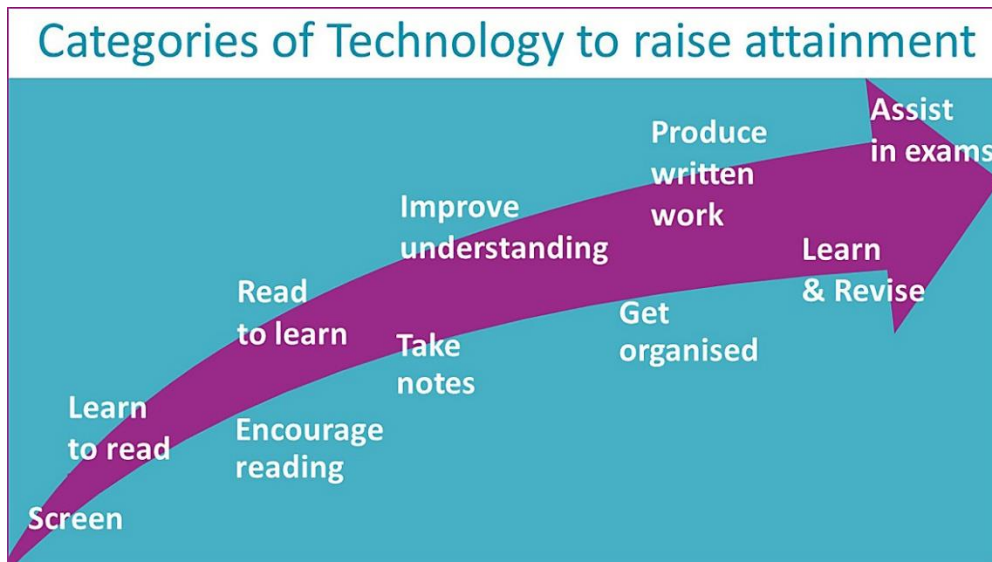 Categories of Technology to raise attainment
Screen
Learn
to read
Encourage
reading
Read
to learn
Take
notes
Improve
understanding
Get
organised
Produce
written
work
Learn
& Revise
Assist
in exams